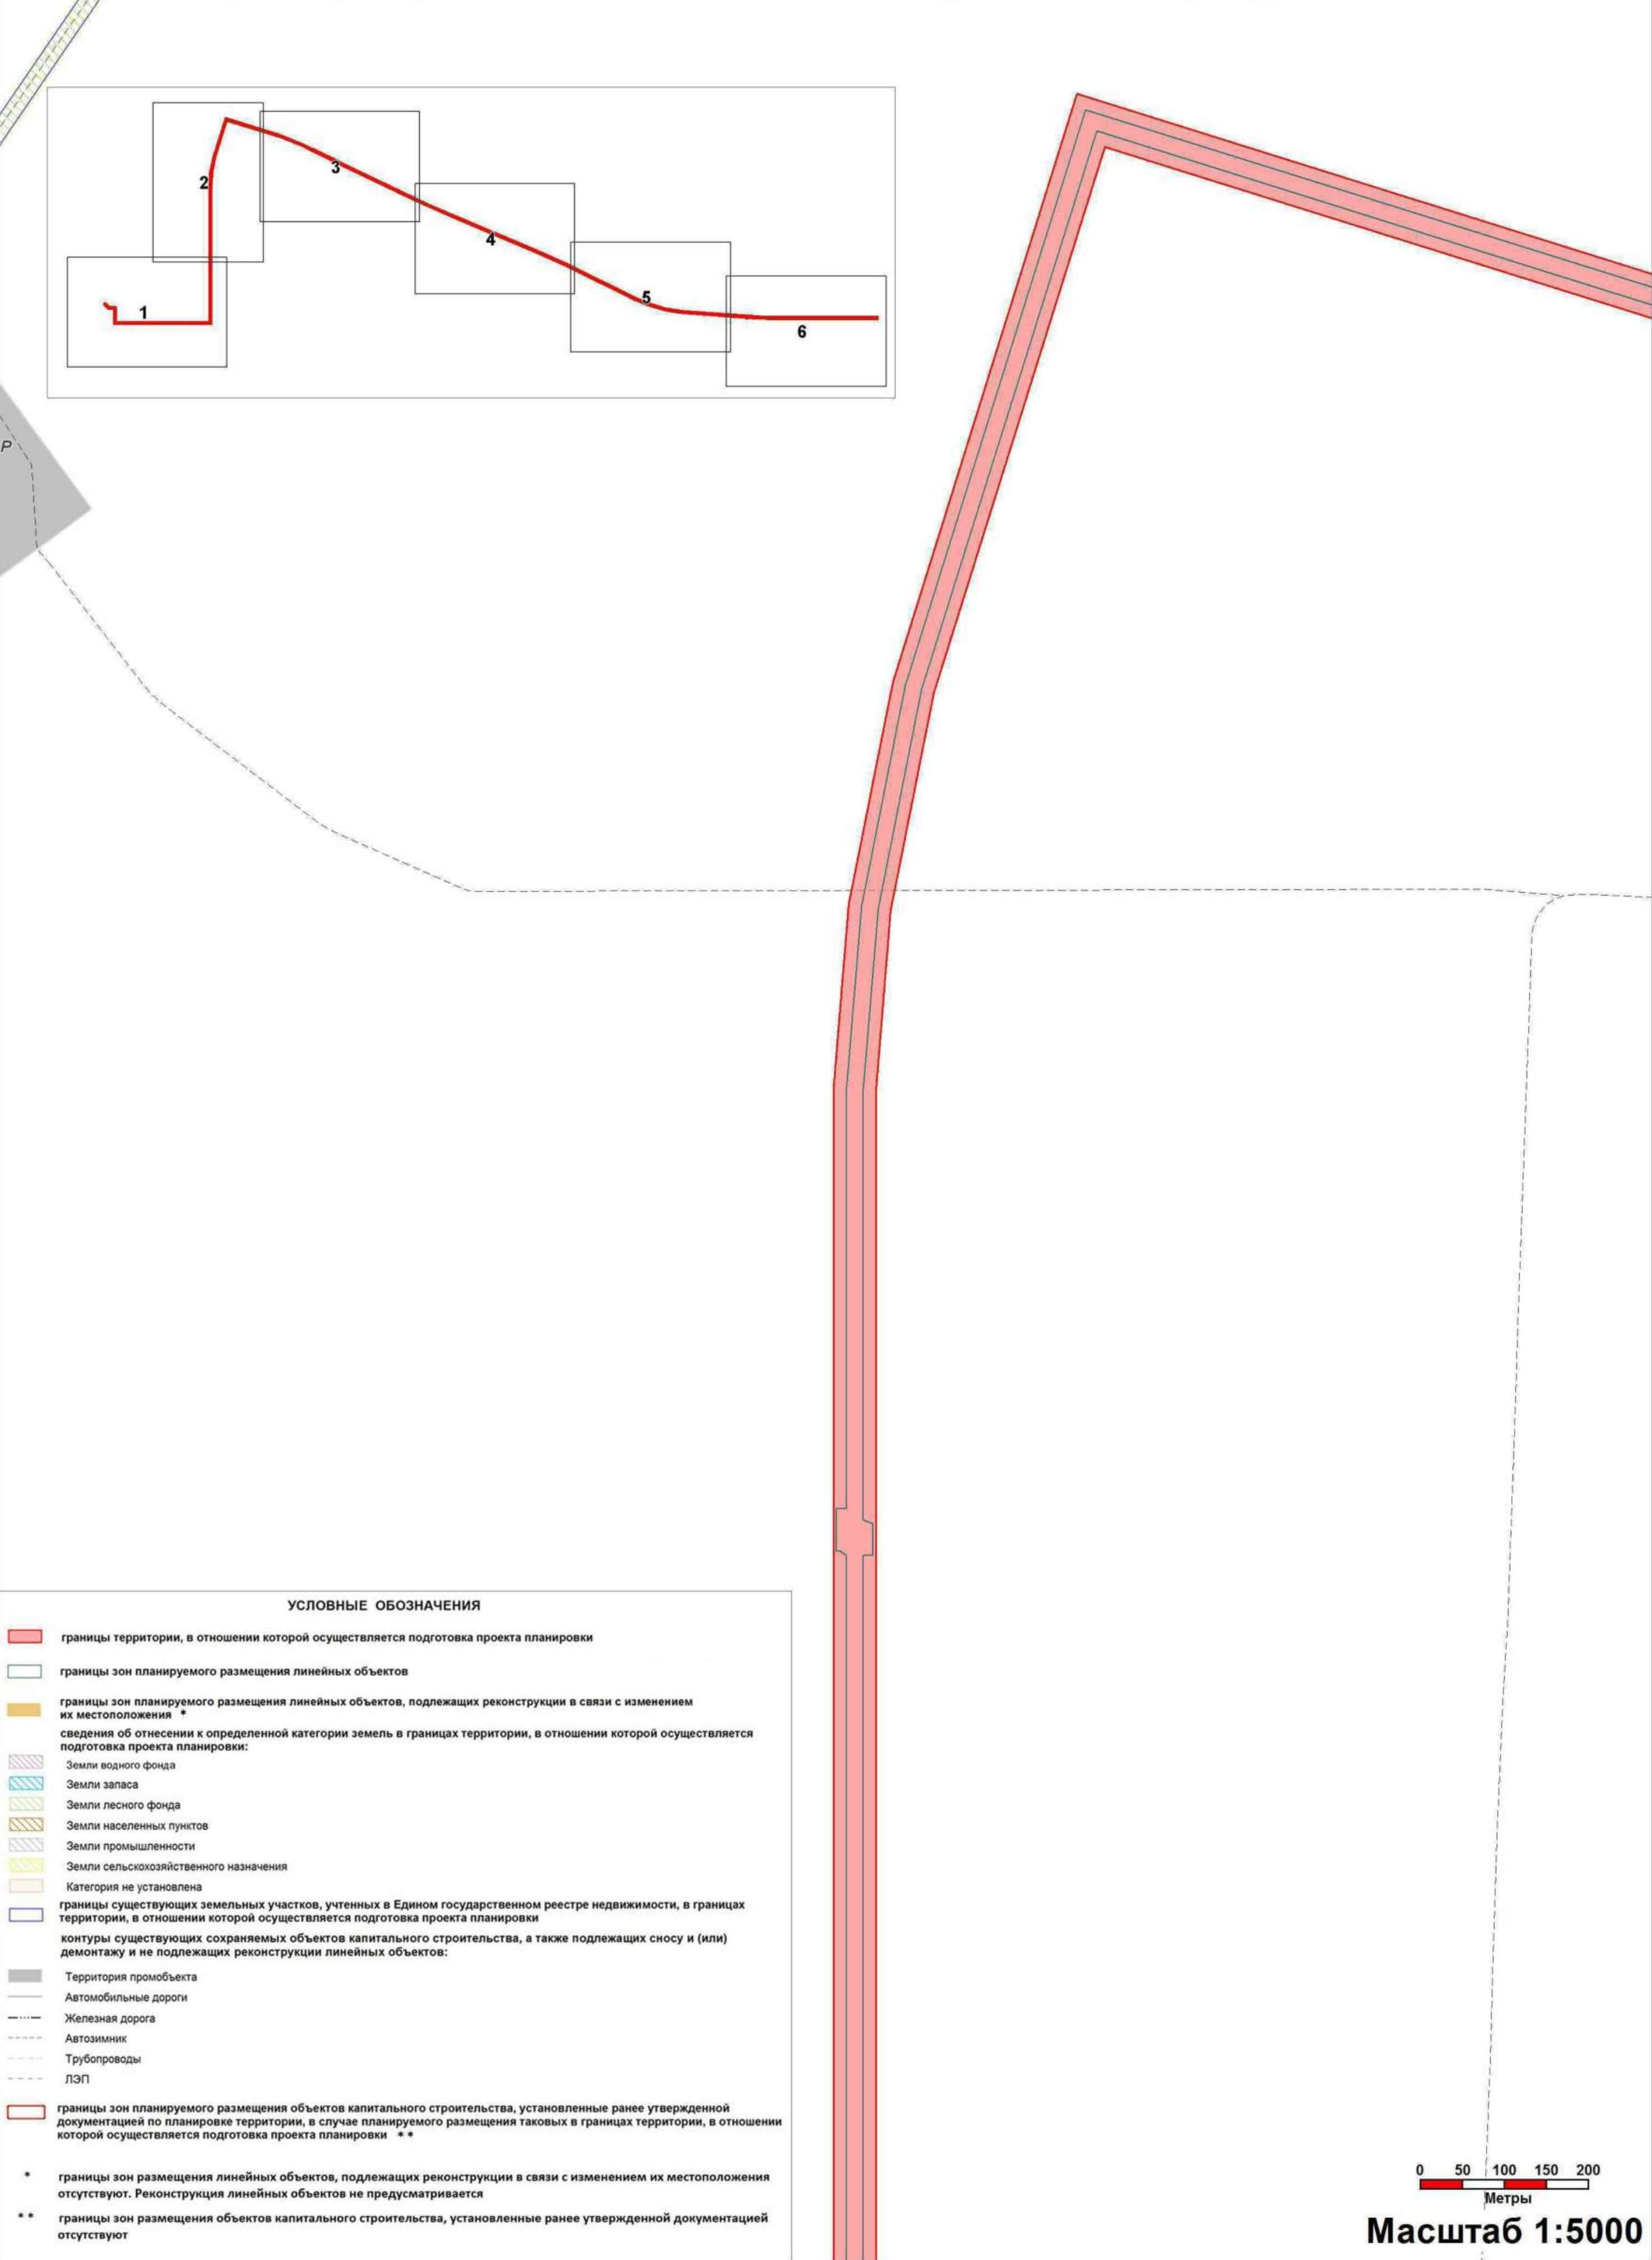 2
3
4
1
5
6
Р
УСЛОВНЫЕ ОБОЗНАЧЕНИЯ
границы территории, в отношении которой осуществляется подготовка проекта планировки
границы зон планируемого размещения линейных объектов
границы зон планируемого размещения линейных объектов, подлежащих реконструкции в связи с изменением
их местоположения *
сведения об отнесении к определенной категории земель в границах территории, в отношении которой осуществляется
подготовка проекта планировки:
Земли водного фонда
Земли запаса
Земли лесного фонда
Земли населенных пунктов
Земли промышленности
Земли сельскохозяйственного назначения
Категория не установлена
границы существующих земельных участков, учтенных в Едином государственном реестре недвижимости, в границах
территории, в отношении которой осуществляется подготовка проекта планировки
контуры существующих сохраняемых объектов капитального строительства, а также подлежащих сносу и (или)
демонтажу и не подлежащих реконструкции линейных объектов:
Территория промобъекта
Автомобильные дороги
Железная дорога
Автозимник
Трубопроводы
ЛЭП
границы зон планируемого размещения объектов капитального строительства, установленные ранее утвержденной
документацией по планировке территории, в случае планируемого размещения таковых в границах территории, в отношении
которой осуществляется подготовка проекта планировки * *
* границы зон размещения линейных объектов, подлежащих реконструкции в связи с изменением их местоположения
отсутствуют. Реконструкция линейных объектов не предусматривается
* * границы зон размещения объектов капитального строительства, установленные ранее утвержденной документацией
отсутствуют
0 50 100 150 200
Метры
Масштаб 1:5000